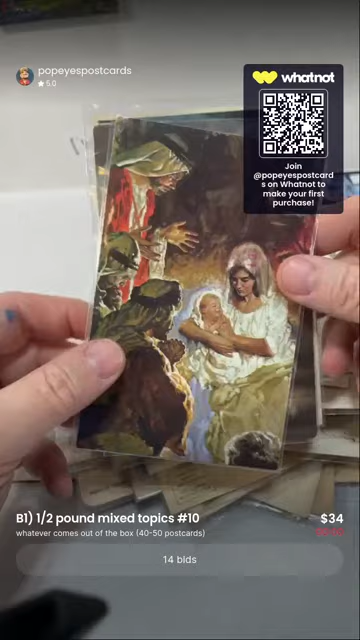 popeyespostcards
★ 5.0
whatnot
Join
@popeyespostcard
s on Whatnot to
make your first
purchase!
B1) 1/2 pound mixed topics #10
$34
whatever comes out of the box (40-50 postcards)
14 bids